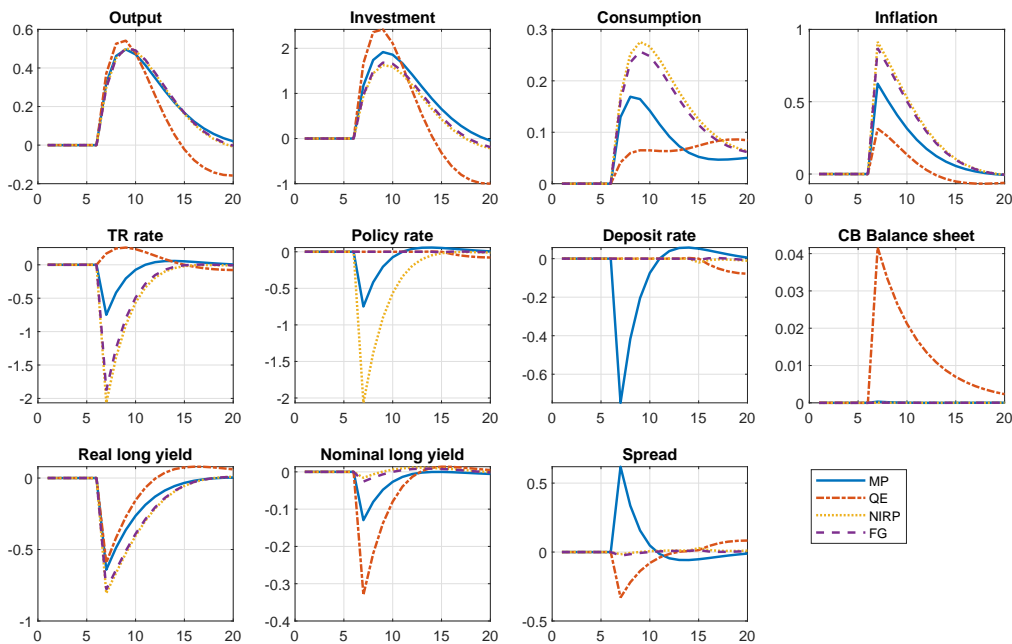 Output Investment Consumption Inflation
0.6 2 0.3 1
0.4 0.2
0.2 1 0.5
0 0 0.1
-0.2 -1 0 0
0 5 10 15 20 0 5 10 15 20 0 5 10 15 20 0 5 10 15 20
TR rate Policy rate Deposit rate CB Balance sheet
0 0 0 0.04
-0.5 -0.5 -0.2 0.03
-1 -1 -0.4 0.02
-1.5 -1.5 -0.6 0.01
-2 -2 0
0 5 10 15 20 0 5 10 15 20 0 5 10 15 20 0 5 10 15 20
Real long yield Nominal long yield Spread
0 0 0.5
-0.1
-0.5 -0.2 0
-0.3
-1 -0.4 -0.5
0 5 10 15 20 0 5 10 15 20 0 5 10 15 20
MP
QE
NIRP
FG